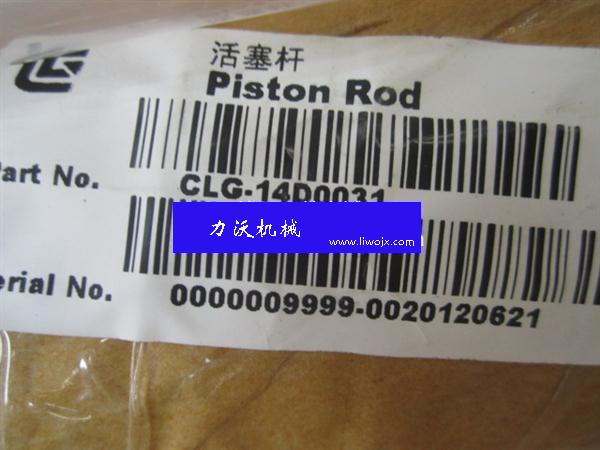 活塞杆
Piston Rod
art No.
CLG-14D0031
力沃机械
www.liwojx.com
erial No.
0000009999-0020120621